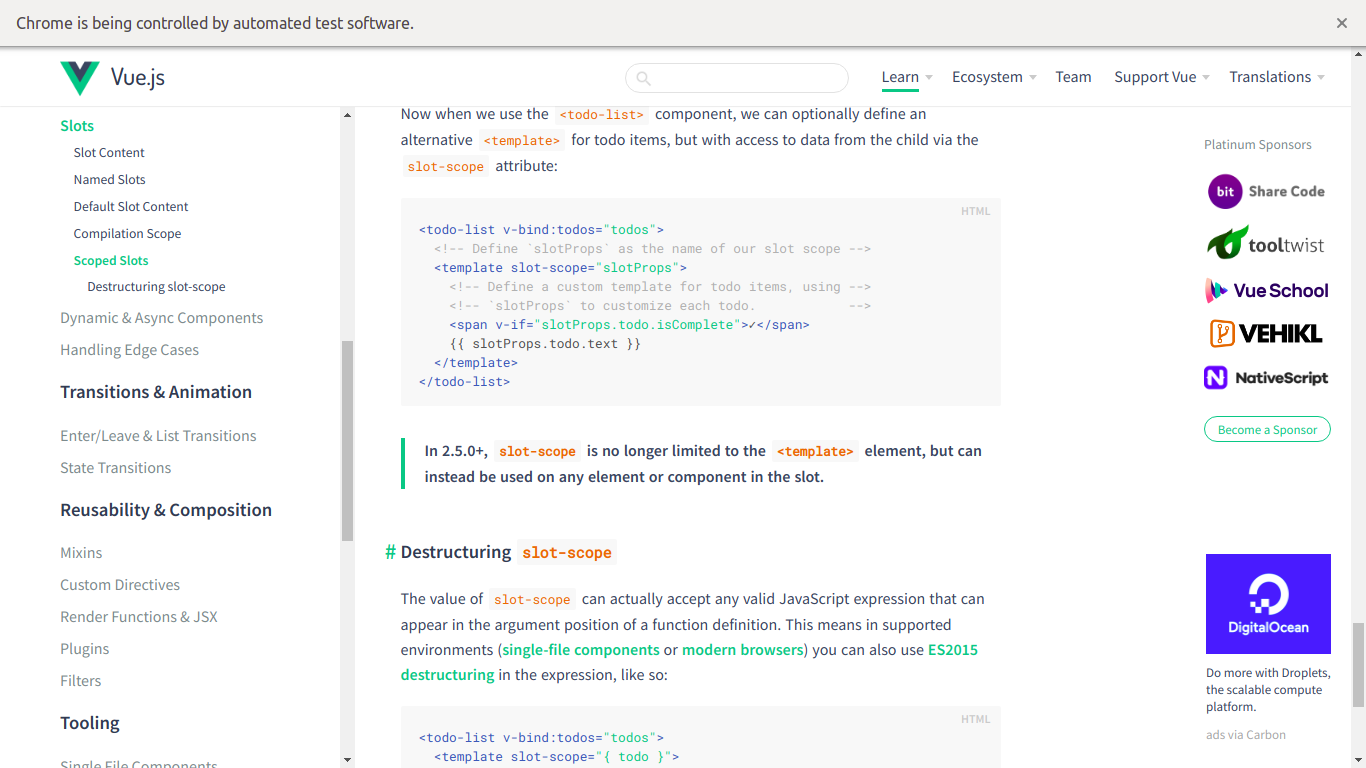 Chrome is being controlled by automated test software.
Vue.js
Learn
Ecosystem
Team
Support Vue
Translations
Slots
Slot Content
Named Slots
Default Slot Content
Compilation Scope
Scoped Slots
Destructuring slot-scope
Dynamic & Async Components
Handling Edge Cases
Transitions & Animation
Enter/Leave & List Transitions
State Transitions
Reusability & Composition
Mixins
Custom Directives
Render Functions & JSX
Plugins
Filters
Tooling
Single File Components
Now when we use the <todo-list> component, we can optionally define an
alternative <template> for todo items, but with access to data from the child via the
slot-scope attribute:
HTML
<todo-list v-bind:todos="todos">
<!-- Define `slotProps` as the name of our slot scope -->
<template slot-scope="slotProps">
<!-- Define a custom template for todo items, using -->
<!-- `slotProps` to customize each todo. -->
<span v-if="slotProps.todo.isComplete">✓</span>
{{ slotProps.todo.text }}
</template>
</todo-list>
In 2.5.0+, slot-scope is no longer limited to the <template> element, but can
instead be used on any element or component in the slot.
# Destructuring slot-scope
The value of slot-scope can actually accept any valid JavaScript expression that can
appear in the argument position of a function definition. This means in supported
environments (single-file components or modern browsers) you can also use ES2015
destructuring in the expression, like so:
HTML
<todo-list v-bind:todos="todos">
<template slot-scope="{ todo }">
Platinum Sponsors
bit Share Code
tooltwist
Vue School
VEHIKL
NativeScript
Become a Sponsor
DigitalOcean
Do more with Droplets,
the scalable compute
platform.
ads via Carbon